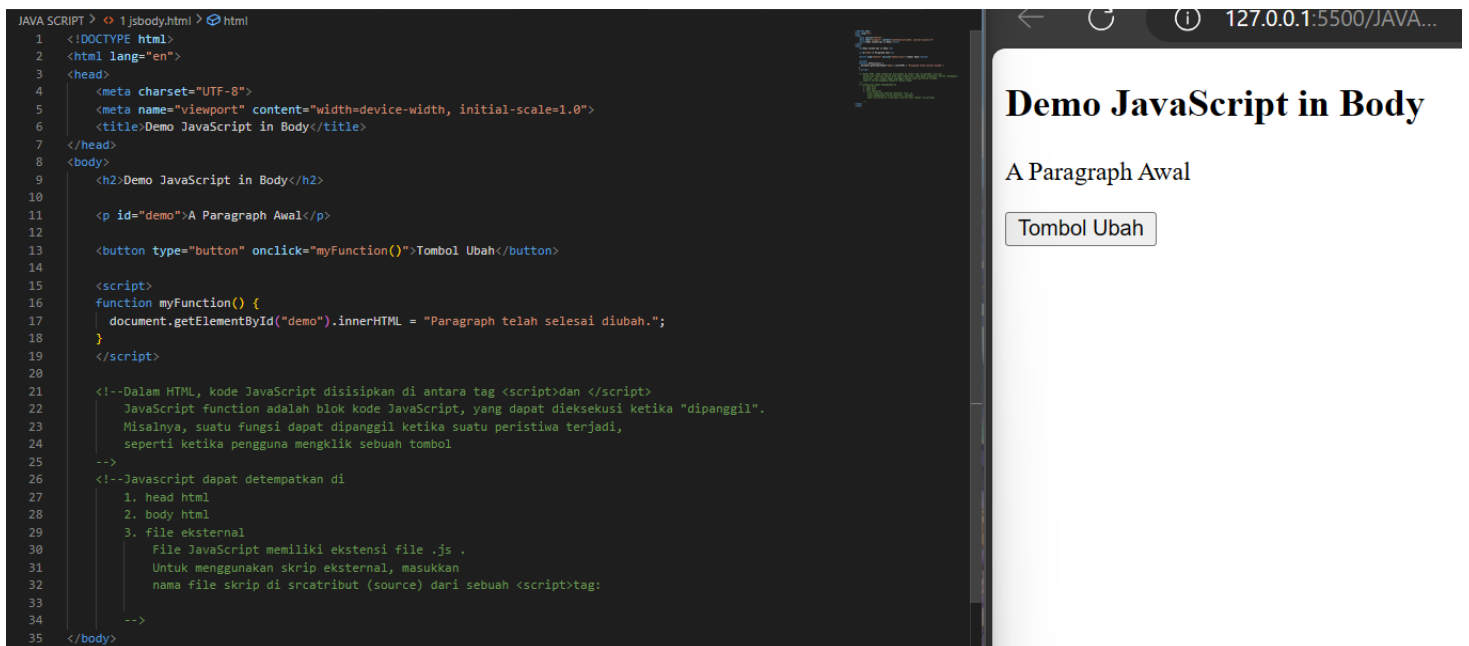 JAVA SCRIPT > <> 1 jsbody.html > html
1 <!DOCTYPE html>
2 <html lang="en">
3 <head>
4 <meta charset="UTF-8">
5 <meta name="viewport" content="width=device-width, initial-scale=1.0">
6 <title>Demo JavaScript in Body</title>
7 </head>
8 <body>
9 <h2>Demo JavaScript in Body</h2>
10
11 <p id="demo">A Paragraph Awal</p>
12
13 <button type="button" onclick="myFunction()">Tombol Ubah</button>
14
15 <script>
16 function myFunction() {
17 document.getElementById("demo").innerHTML = "Paragraph telah selesai diubah.";
18 }
19 </script>
20
21 <!--Dalam HTML, kode JavaScript disisipkan di antara tag <script>dan </script>
22 JavaScript function adalah blok kode JavaScript, yang dapat dieksekusi ketika "dipanggil".
23 Misalnya, suatu fungsi dapat dipanggil ketika suatu peristiwa terjadi,
24 seperti ketika pengguna mengklik sebuah tombol
25 -->
26 <!--Javascript dapat detempatkan di
27 1. head html
28 2. body html
29 3. file eksternal
30 File JavaScript memiliki ekstensi file .js .
31 Untuk menggunakan skrip eksternal, masukkan
32 nama file skrip di srcatribut (source) dari sebuah <script>tag:
33
34 -->
35 </body>
127.0.0.1:5500/JAVA...
Demo JavaScript in Body
A Paragraph Awal
Tombol Ubah